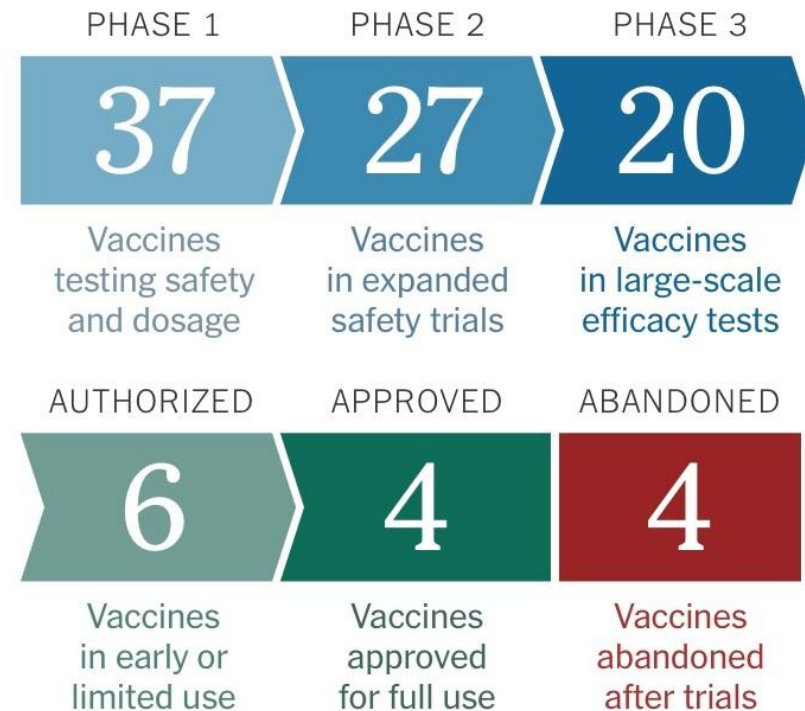 PHASE 1 PHASE 2 PHASE 3
37 27 20
Vaccines testing safety and dosage
Vaccines in expanded safety trials
Vaccines in large-scale efficacy tests
AUTHORIZED APPROVED ABANDONED
6 4 4
Vaccines in early or limited use
Vaccines approved for full use
Vaccines abandoned after trials